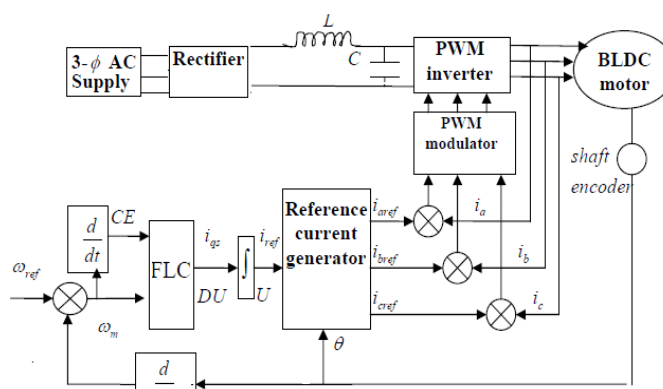 L
3-ϕ AC
Supply
Rectifier
C
PWM
inverter
BLDC
motor
PWM
modulator
shaft
encoder
d
dt
CE
FLC
i_qs
DU
∫
i_ref
U
Reference
current
generator
i_aref
i_a
i_bref
i_b
i_cref
i_c
ω_ref
ω_m
θ
d